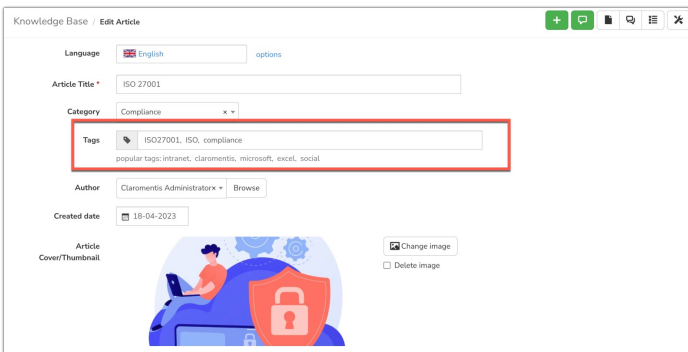 Knowledge Base / Edit Article
Language English options
Article Title * ISO 27001
Category Compliance × ▾
Tags ISO27001, ISO, compliance
popular tags: intranet, claromentis, microsoft, excel, social
Author Claromentis Administrator× ▾ Browse
Created date 18-04-2023
Article
Cover/Thumbnail
Change image
Delete image